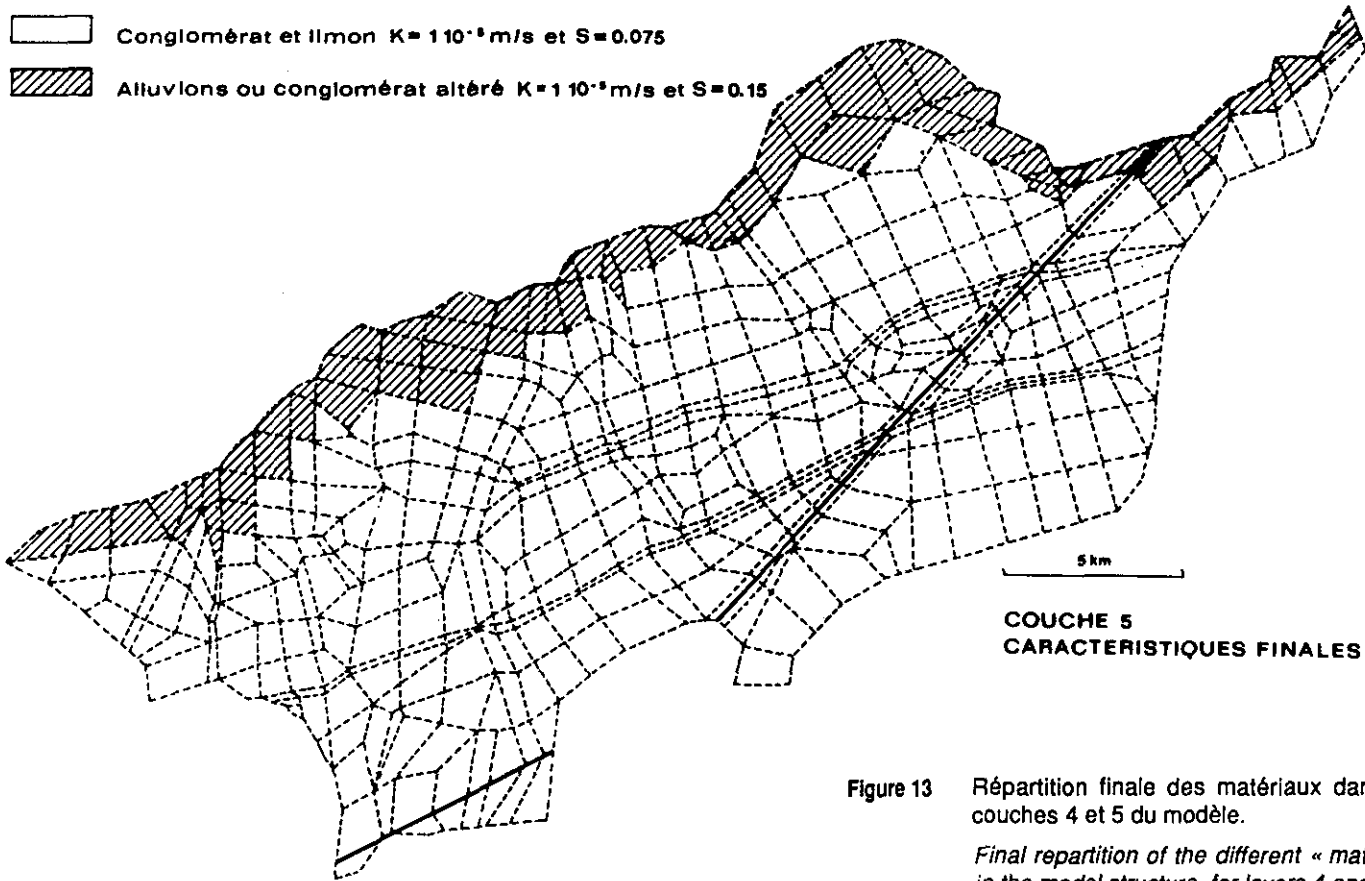 Conglomérat et limon K= 1 10⁻⁸ m/s et S=0.075
Alluvions ou conglomérat altéré K=1 10⁻⁵ m/s et S=0.15
5 km
COUCHE 5
CARACTERISTIQUES FINALES
Figure 13 Répartition finale des matériaux dan
couches 4 et 5 du modèle.
Final repartition of the different « mat
in the model structure, for layers 4 and